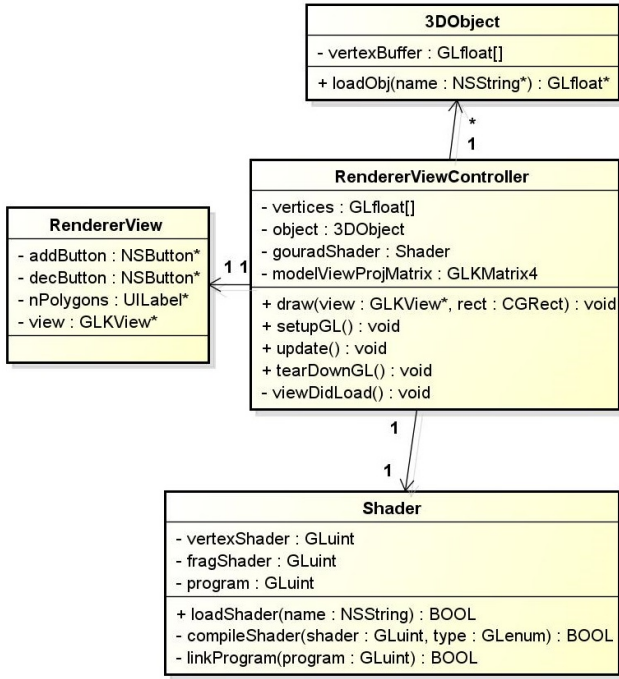 3DObject
- vertexBuffer : GLfloat[]
+ loadObj(name : NSString*) : GLfloat*
*
1
RendererViewController
- vertices : GLfloat[]
- object : 3DObject
- gouradShader : Shader
- modelViewProjMatrix : GLKMatrix4
+ draw(view : GLKView*, rect : CGRect) : void
+ setupGL() : void
+ update() : void
+ tearDownGL() : void
- viewDidLoad() : void
RendererView
- addButton : NSButton*
- decButton : NSButton*
- nPolygons : UILabel*
- view : GLKView*
1 1
1
1
Shader
- vertexShader : GLuint
- fragShader : GLuint
- program : GLuint
+ loadShader(name : NSString) : BOOL
- compileShader(shader : GLuint, type : GLenum) : BOOL
- linkProgram(program : GLuint) : BOOL